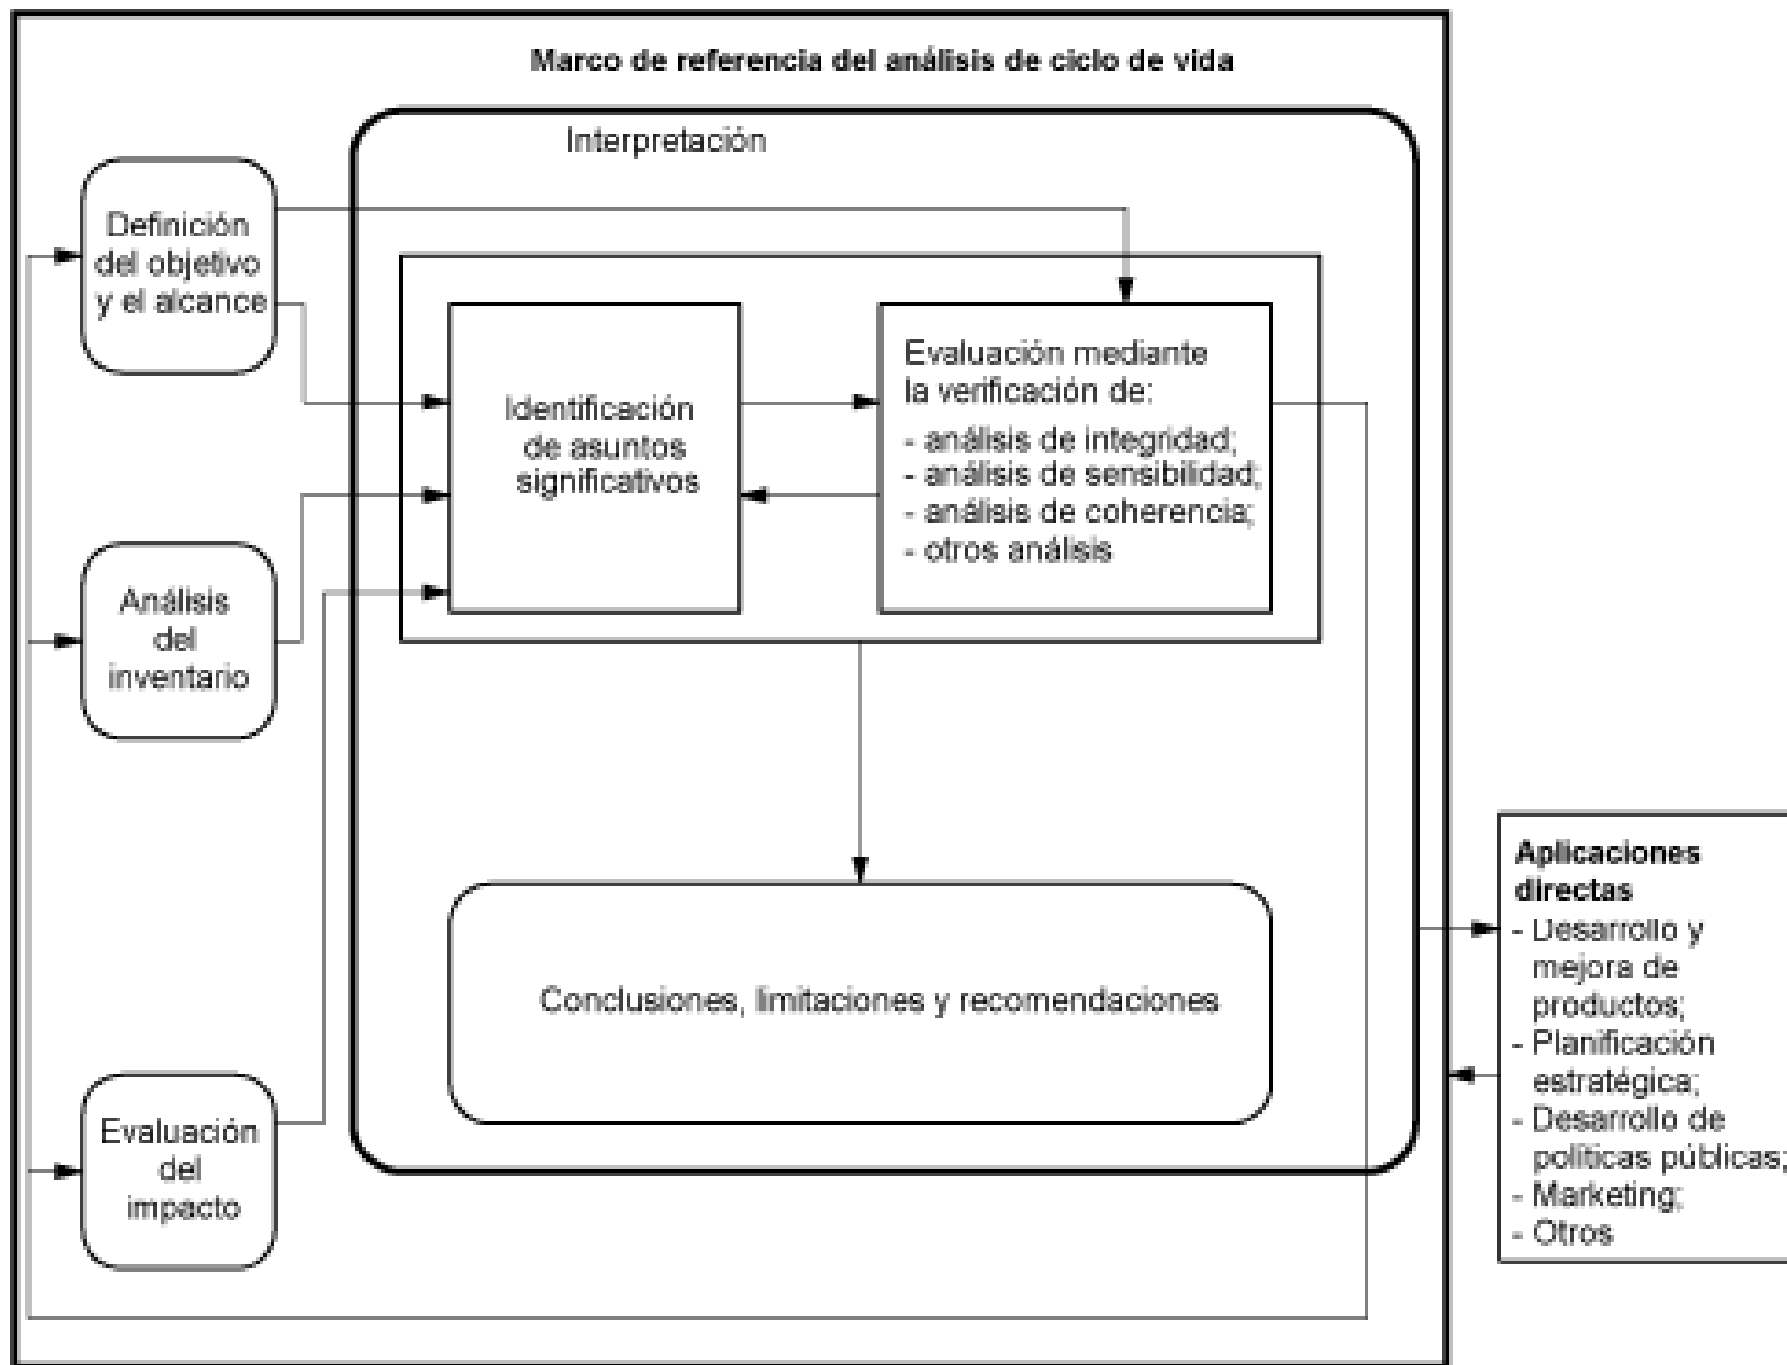 Marco de referencia del análisis de ciclo de vida
Interpretación
Definición
del objetivo
y el alcance
Identificación
de asuntos
significativos
Evaluación mediante
la verificación de:
- análisis de integridad;
- análisis de sensibilidad;
- análisis de coherencia;
- otros análisis
Análisis
del
inventario
Conclusiones, limitaciones y recomendaciones
Evaluación
del
impacto
Aplicaciones
directas
- Desarrollo y
mejora de
productos;
- Planificación
estratégica;
- Desarrollo de
políticas públicas;
- Marketing;
- Otros